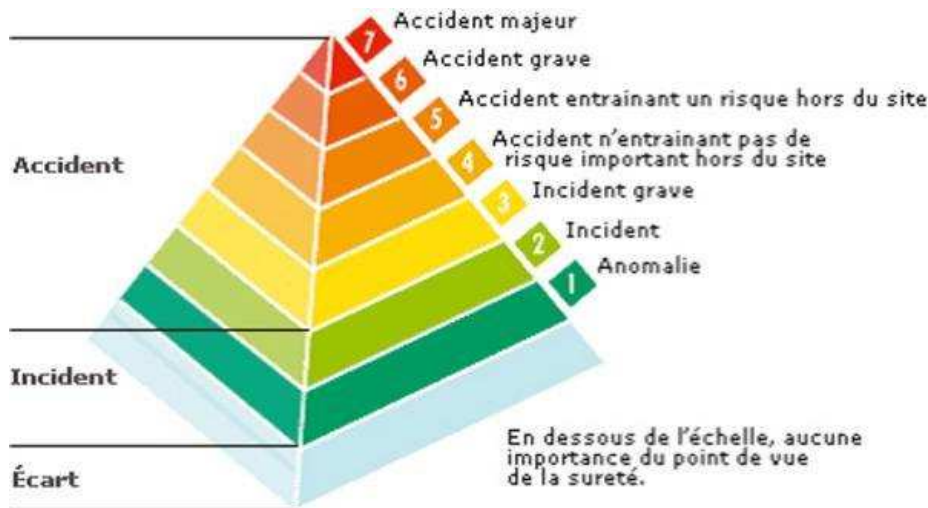 7 Accident majeur
6 Accident grave
5 Accident entrainant un risque hors du site
4 Accident n'entrainant pas de
risque important hors du site
3 Incident grave
2 Incident
1 Anomalie
Accident
Incident
Écart
En dessous de l'échelle, aucune
importance du point de vue
de la sureté.